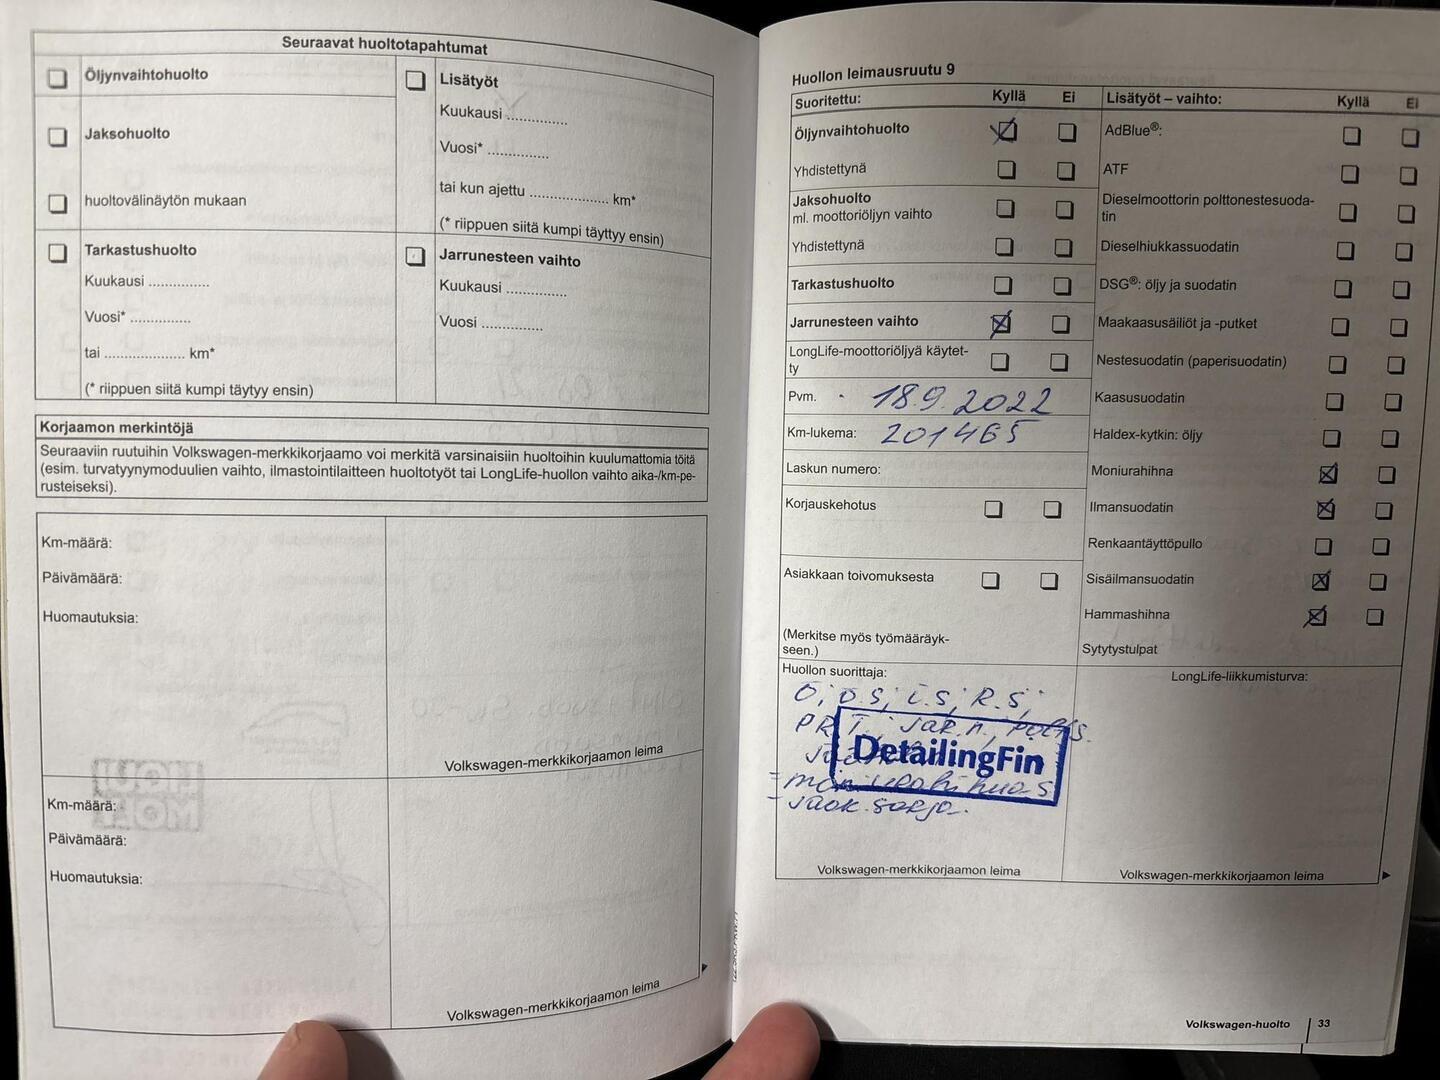 Seuraavat huoltotapahtumat
Öljynvaihtohuolto
Jaksohuolto
huoltovälinäytön mukaan
Lisätyöt
Kuukausi ...............
Vuosi* ...............
tai kun ajettu ................... km*
(* riippuen siitä kumpi täyttyy ensin)
Tarkastushuolto
Kuukausi ...............
Vuosi* ...............
tai .................... km*
(* riippuen siitä kumpi täytyy ensin)
Jarrunesteen vaihto
Kuukausi ...............
Vuosi ...............
Korjaamon merkintöjä
Seuraaviin ruutuihin Volkswagen-merkkikorjaamo voi merkitä varsinaisiin huoltoihin kuulumattomia töitä
(esim. turvatyynymoduulien vaihto, ilmastointilaitteen huoltotyöt tai LongLife-huollon vaihto aika-/km-pe-
rusteiseksi).
Km-määrä:
Päivämäärä:
Huomautuksia:
Volkswagen-merkkikorjaamon leima
Km-määrä:
Päivämäärä:
Huomautuksia:
Volkswagen-merkkikorjaamon leima
Huollon leimausruutu 9
Suoritettu: Kyllä Ei
Öljynvaihtohuolto
Yhdistettynä
Jaksohuolto
ml. moottoriöljyn vaihto
Yhdistettynä
Tarkastushuolto
Jarrunesteen vaihto
LongLife-moottoriöljyä käytet-
ty
Pvm. 18.9.2022
Km-lukema: 201465
Laskun numero:
Korjauskehotus
Asiakkaan toivomuksesta
(Merkitse myös työmääräyk-
seen.)
Lisätyöt – vaihto: Kyllä Ei
AdBlue®:
ATF
Dieselmoottorin polttonestesuoda-
tin
Dieselhiukkassuodatin
DSG®: öljy ja suodatin
Maakaasusäiliöt ja -putket
Nestesuodatin (paperisuodatin)
Kaasusuodatin
Haldex-kytkin: öljy
Moniurahihna
Ilmansuodatin
Renkaantäyttöpullo
Sisäilmansuodatin
Hammashihna
Sytytystulpat
Huollon suorittaja:
Ö; ö.s; i.s; R.s;
DetailingFin
Volkswagen-merkkikorjaamon leima
LongLife-liikkumisturva:
Volkswagen-merkkikorjaamon leima
Volkswagen-huolto 33